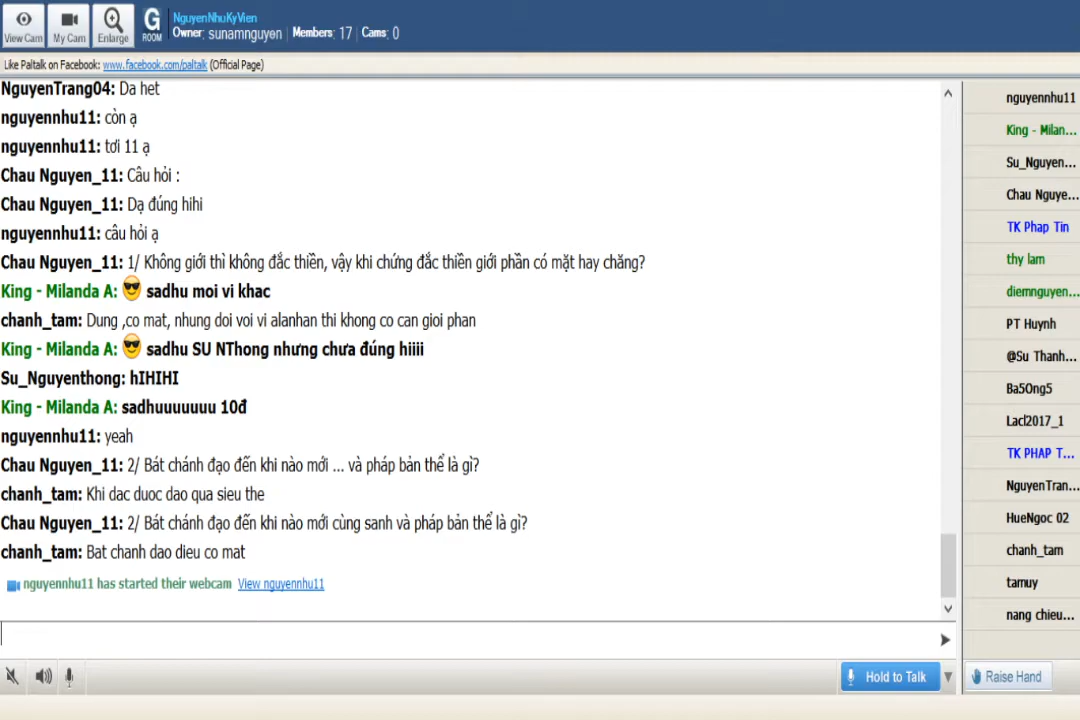 View Cam
My Cam
Enlarge
G
ROOM
NguyenNhuKyVien
Owner: sunamnguyen | Members: 17 | Cams: 0
Like Paltalk on Facebook: www.facebook.com/paltalk (Official Page)
NguyenTrang04: Da het
nguyennhu11: còn ạ
nguyennhu11: tơi 11 ạ
Chau Nguyen_11: Câu hỏi :
Chau Nguyen_11: Dạ đúng hihi
nguyennhu11: câu hỏi ạ
Chau Nguyen_11: 1/ Không giới thì không đắc thiền, vậy khi chứng đắc thiền giới phần có mặt hay chăng?
King - Milanda A: 😎 sadhu moi vi khac
chanh_tam: Dung ,co mat, nhung doi voi vi alanhan thi khong co can gioi phan
King - Milanda A: 😎 sadhu SU NThong nhưng chưa đúng hiiii
Su_Nguyenthong: hIHIHI
King - Milanda A: sadhuuuuuuu 10đ
nguyennhu11: yeah
Chau Nguyen_11: 2/ Bát chánh đạo đến khi nào mới ... và pháp bản thể là gì?
chanh_tam: Khi dac duoc dao qua sieu the
Chau Nguyen_11: 2/ Bát chánh đạo đến khi nào mới cùng sanh và pháp bản thể là gì?
chanh_tam: Bat chanh dao dieu co mat
nguyennhu11 has started their webcam View nguyennhu11
nguyennhu11
King - Milan...
Su_Nguyen...
Chau Nguye...
TK Phap Tin
thy lam
diemnguyen...
PT Huynh
@Su Thanh...
Ba5Ong5
Lacl2017_1
TK PHAP T...
NguyenTran...
HueNgoc 02
chanh_tam
tamuy
nang chieu...
Hold to Talk
Raise Hand